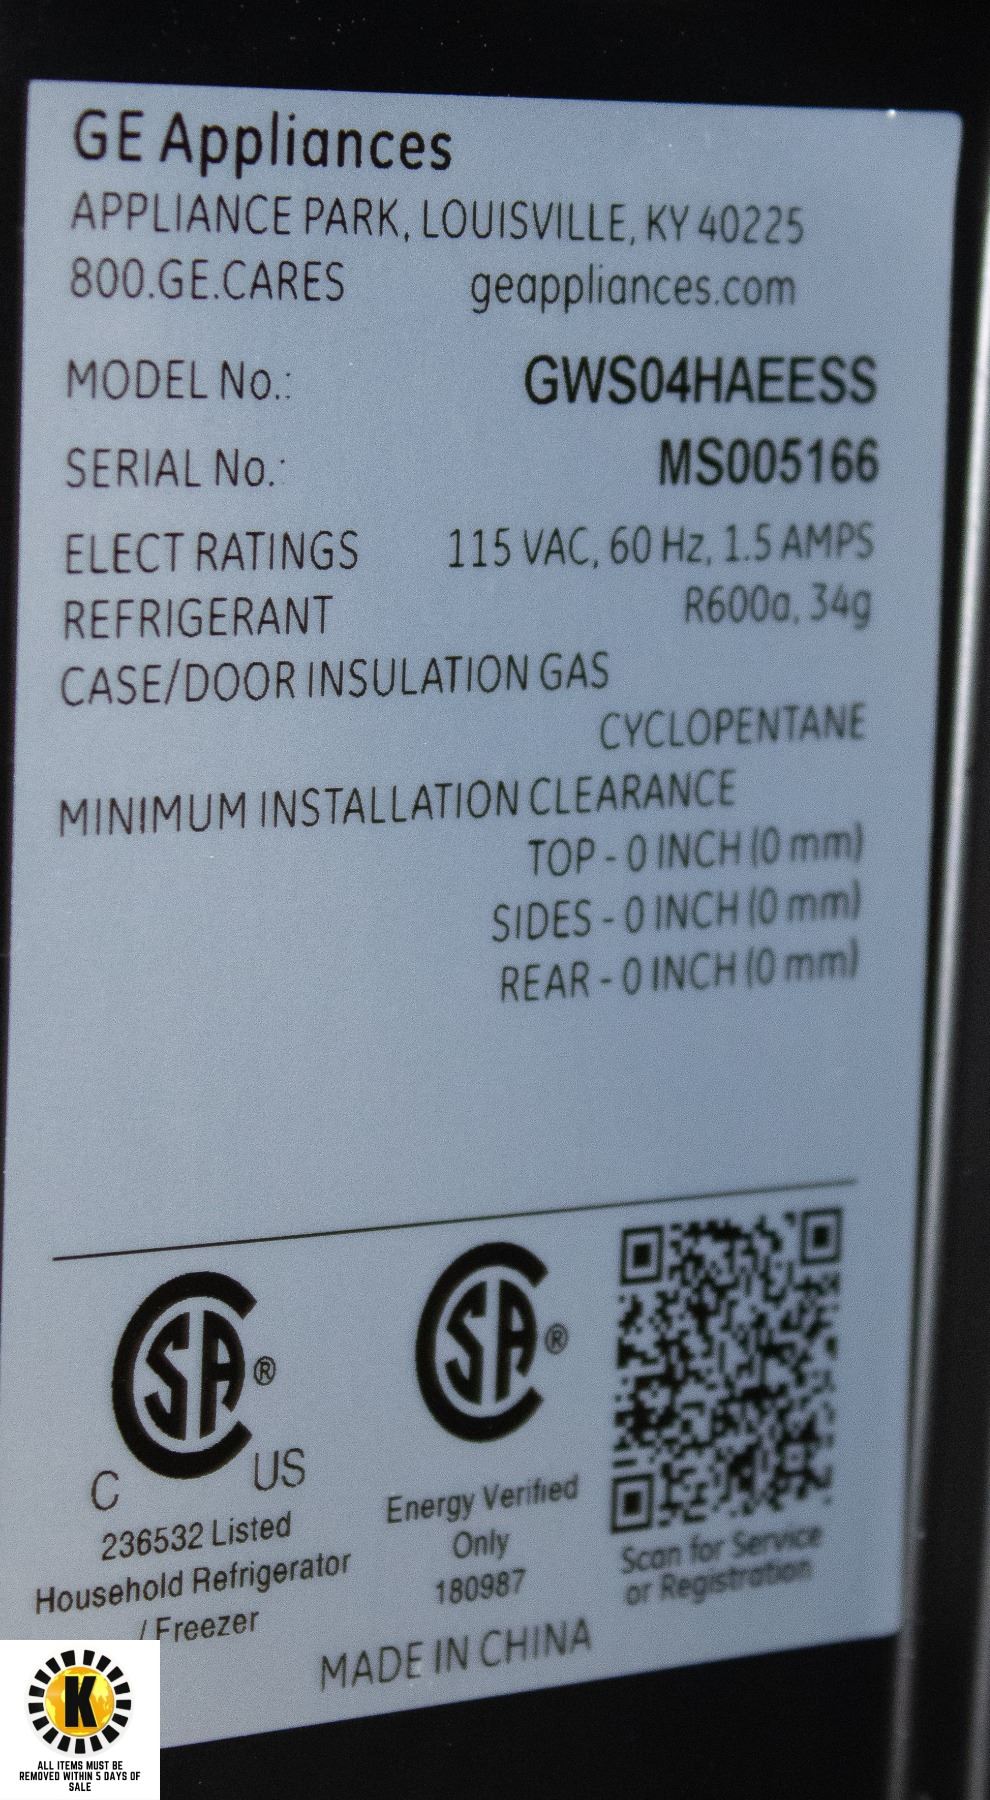 GE Appliances
APPLIANCE PARK, LOUISVILLE, KY 40225
800.GE.CARES geappliances.com
MODEL No.: GWS04HAEESS
SERIAL No.: MS005166
ELECT RATINGS 115 VAC, 60 Hz, 1.5 AMPS
REFRIGERANT R600a, 34g
CASE/DOOR INSULATION GAS
CYCLOPENTANE
MINIMUM INSTALLATION CLEARANCE
TOP - 0 INCH (0 mm)
SIDES - 0 INCH (0 mm)
REAR - 0 INCH (0 mm)
CSA ®
C US
236532 Listed
Household Refrigerator
/ Freezer
CSA ®
Energy Verified
Only
180987
Scan for Service
or Registration
MADE IN CHINA
K
ALL ITEMS MUST BE
REMOVED WITHIN 5 DAYS OF
SALE